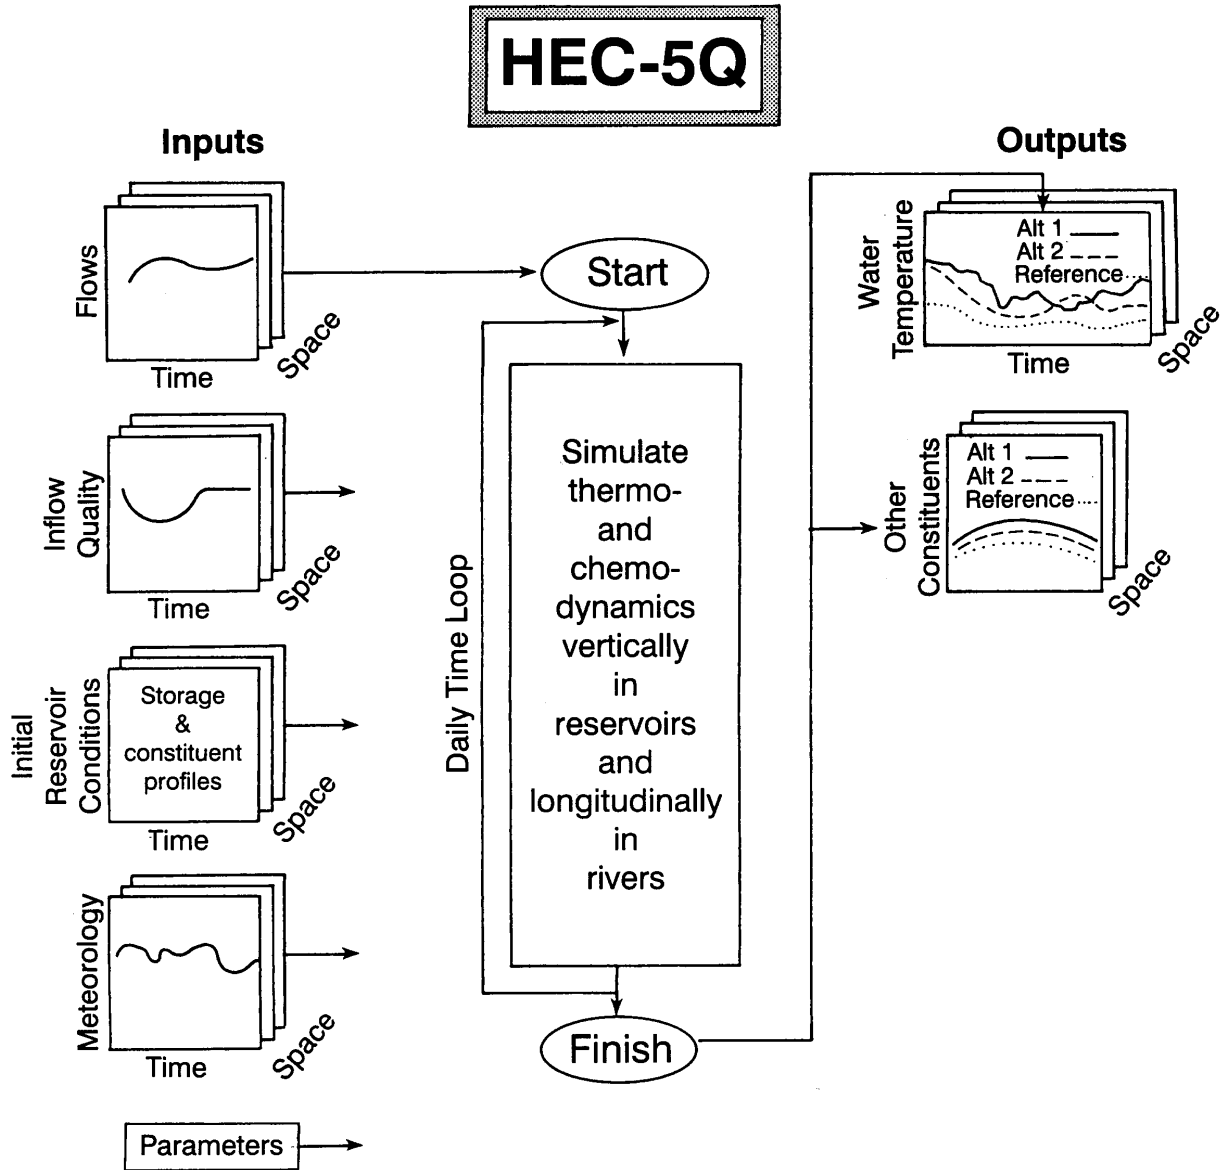 HEC-5Q
Inputs
Flows
Time
Space
Inflow
Quality
Time
Space
Initial
Reservoir
Conditions
Storage
&
constituent
profiles
Time
Space
Meteorology
Time
Space
Parameters
Start
Daily Time Loop
Simulate
thermo-
and
chemo-
dynamics
vertically
in
reservoirs
and
longitudinally
in
rivers
Finish
Outputs
Water
Temperature
Alt 1
Alt 2
Reference
Time
Space
Other
Constituents
Alt 1
Alt 2
Reference
Space